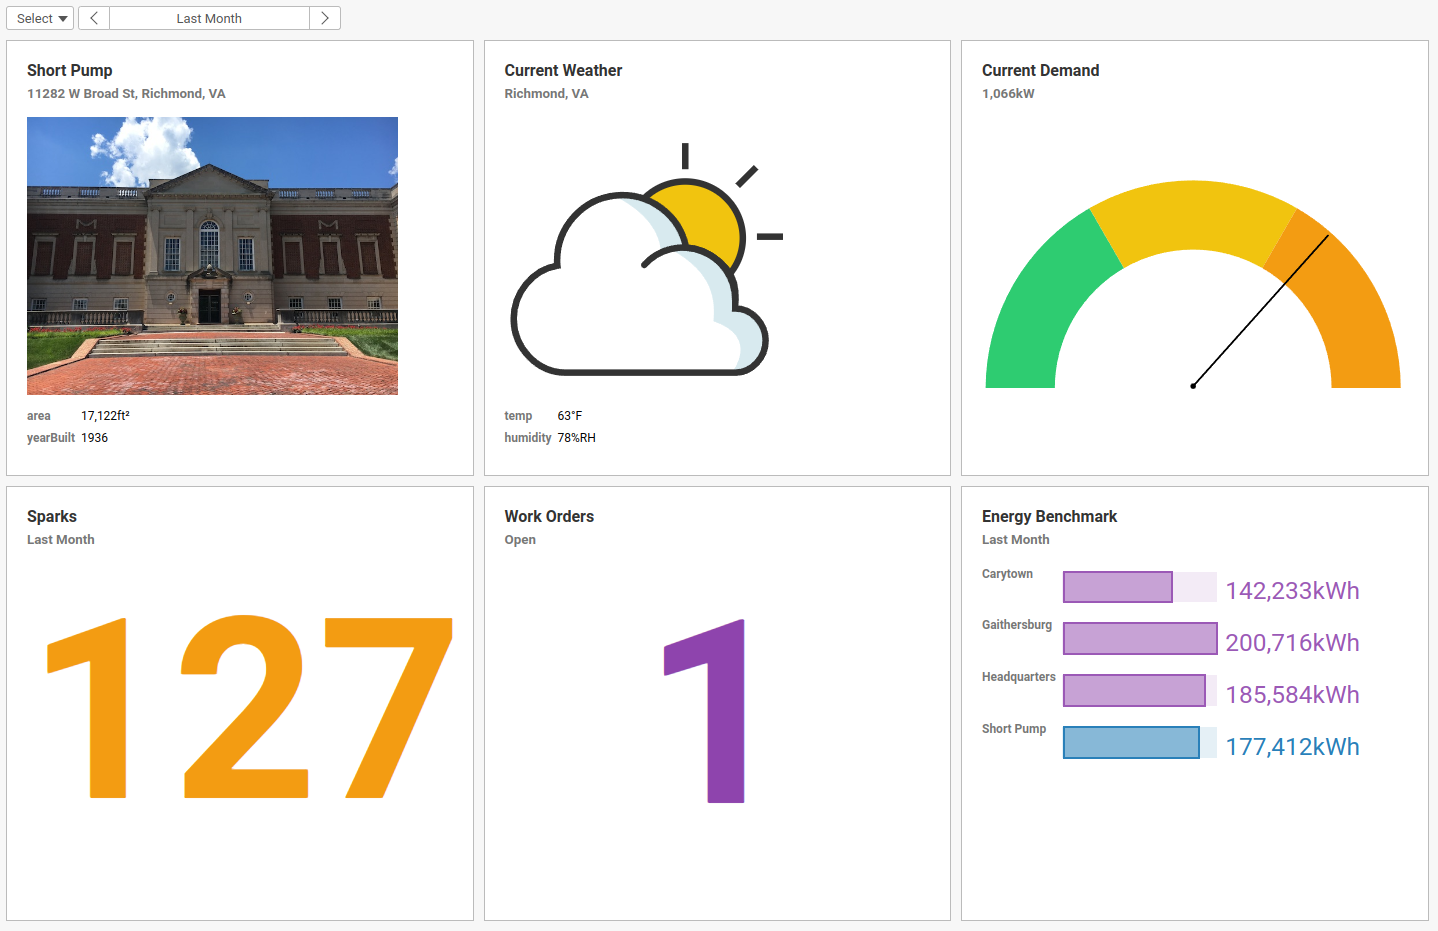 Select
Last Month
Short Pump
11282 W Broad St, Richmond, VA
area 17,122ft²
yearBuilt 1936
Current Weather
Richmond, VA
temp 63°F
humidity 78%RH
Current Demand
1,066kW
Sparks
Last Month
127
Work Orders
Open
1
Energy Benchmark
Last Month
Carytown 142,233kWh
Gaithersburg 200,716kWh
Headquarters 185,584kWh
Short Pump 177,412kWh